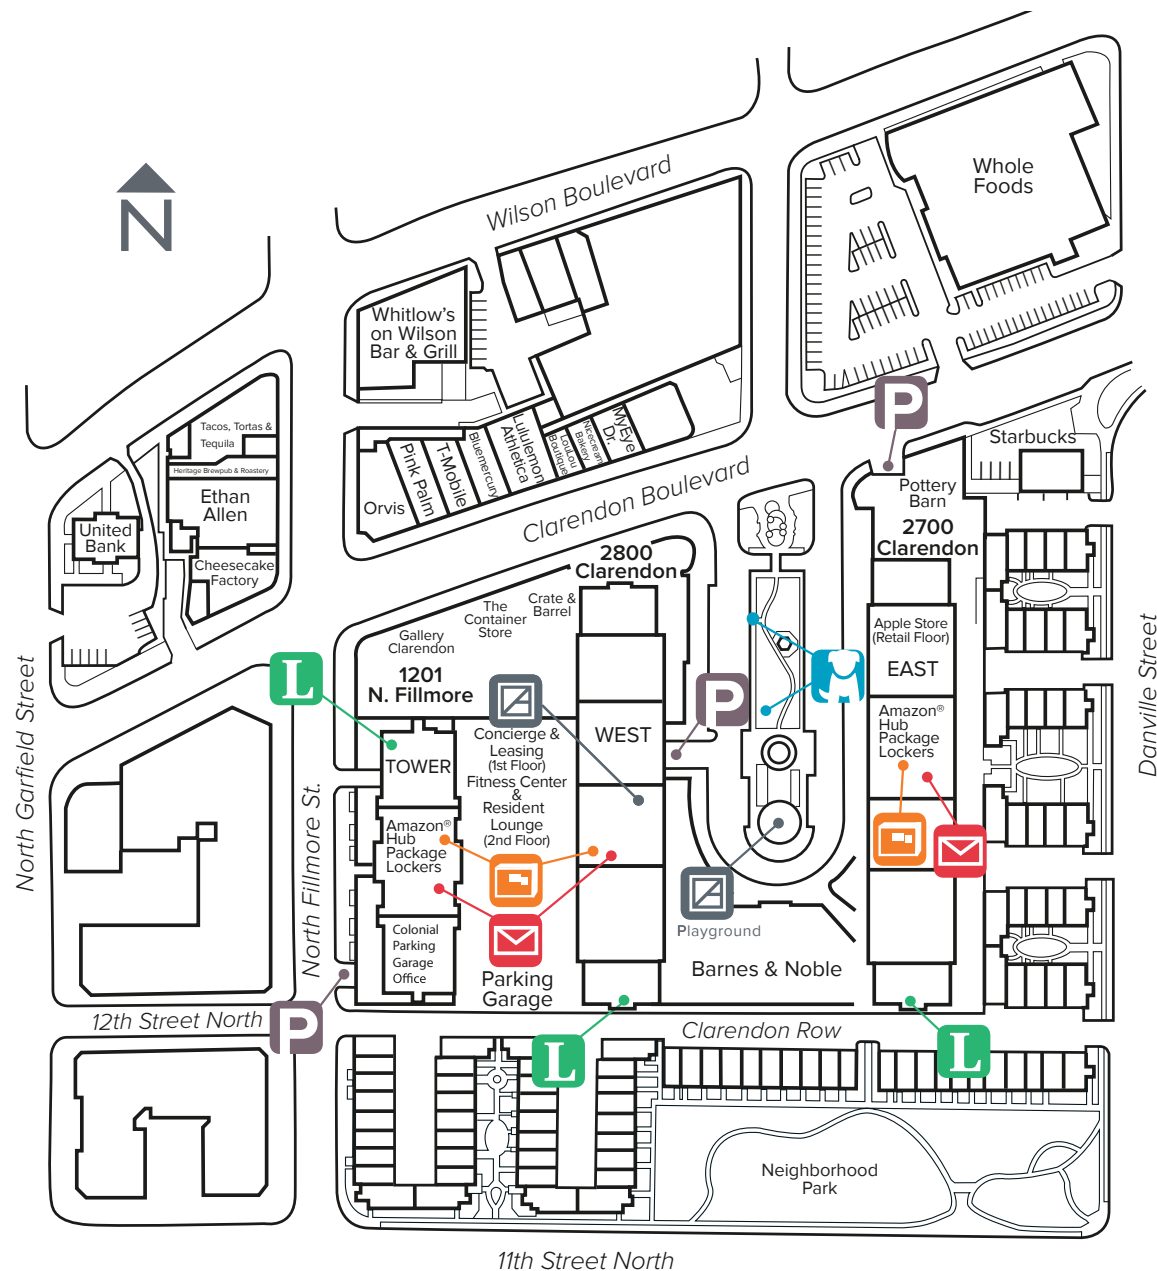 Wilson Boulevard
Whole
Foods
N
Whitlow's
on Wilson
Bar & Grill
Tacos, Tortas &
Tequila
Heritage Brewpub & Roastery
Ethan
Allen
Cheesecake
Factory
United
Bank
Orvis
Pink Palm
T-Mobile
Bluemercury
Lululemon
Athletica
LouLou
Boutique
Nicecream
Bakery
MyEye
Dr.
P
Starbucks
Clarendon Boulevard
Pottery
Barn
2700
Clarendon
2800
Clarendon
Crate &
Barrel
The
Container
Store
Gallery
Clarendon
1201
N. Fillmore
Apple Store
(Retail Floor)
EAST
Amazon®
Hub
Package
Lockers
North Garfield Street
Danville Street
L
P
WEST
TOWER
Concierge &
Leasing
(1st Floor)
Fitness Center
&
Resident
Lounge
(2nd Floor)
Amazon®
Hub
Package
Lockers
North Fillmore St.
Colonial
Parking
Garage
Office
Parking
Garage
Playground
Barnes & Noble
12th Street North
P
Clarendon Row
L
L
Neighborhood
Park
11th Street North